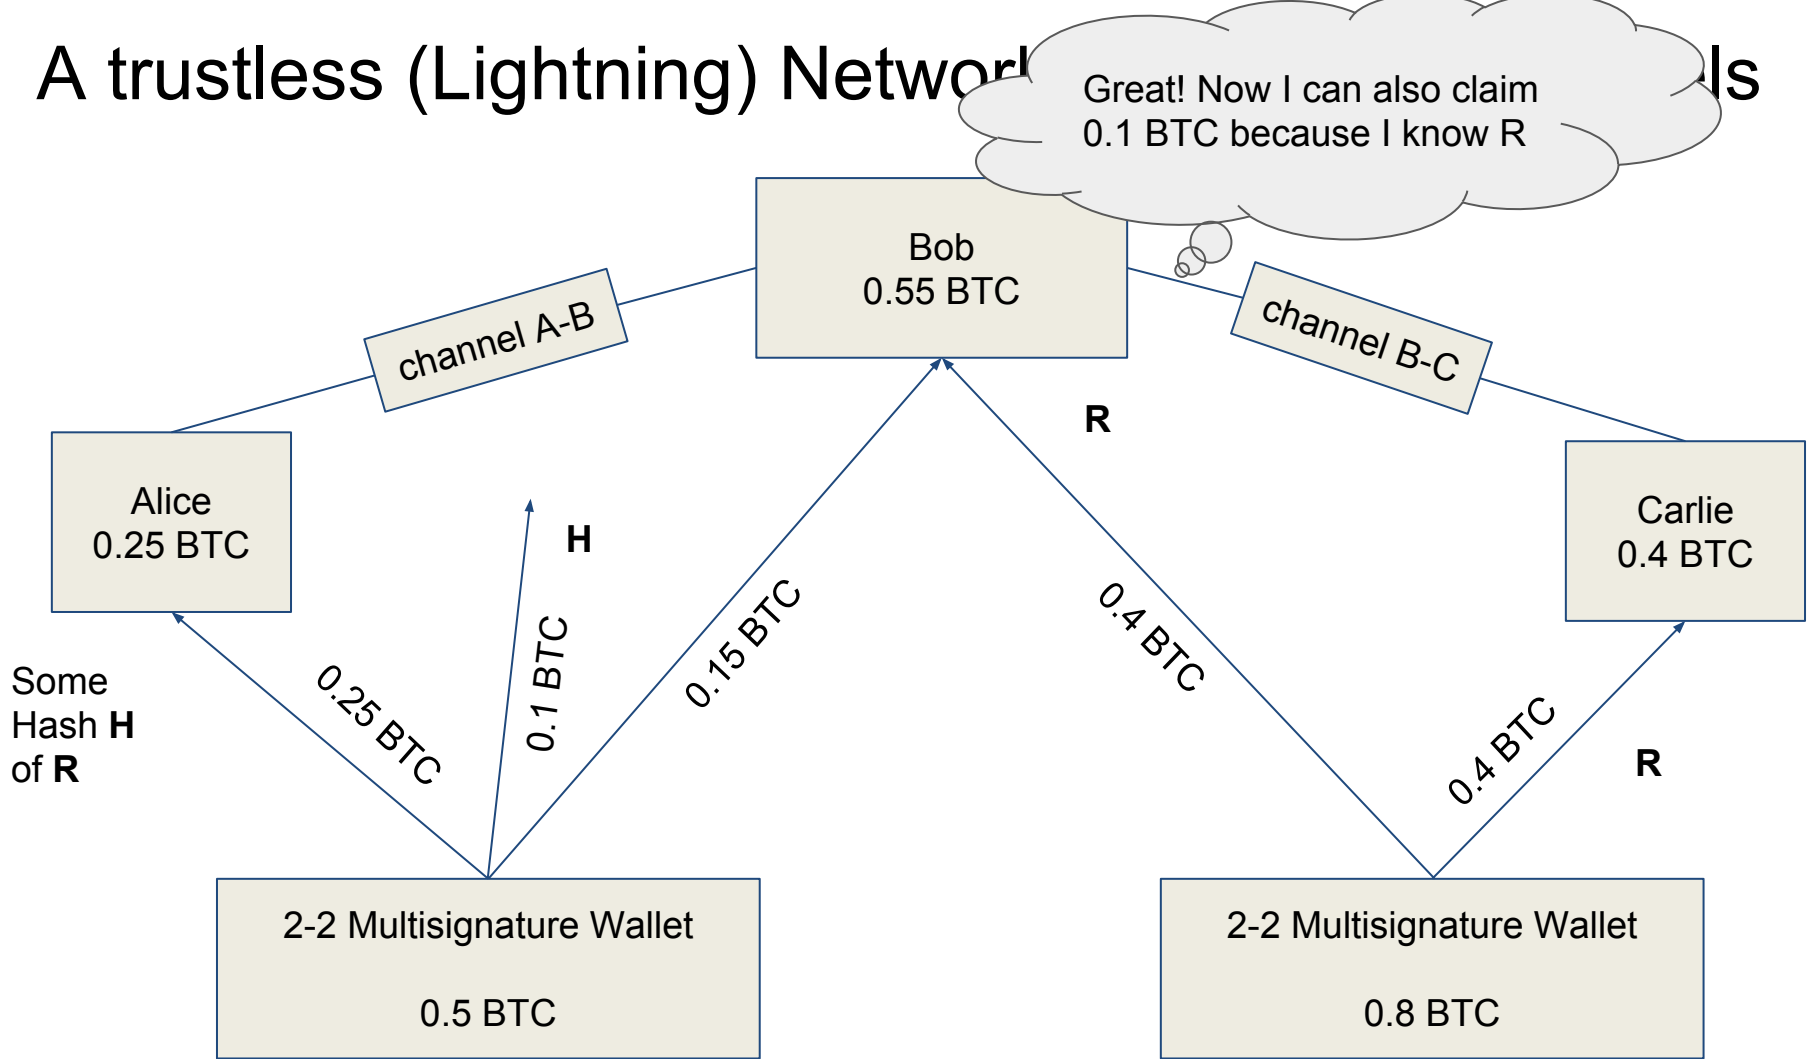 A trustless (Lightning) Network
ls
Great! Now I can also claim
0.1 BTC because I know R
Bob
0.55 BTC
channel A-B
channel B-C
R
Alice
0.25 BTC
H
Carlie
0.4 BTC
0.1 BTC
0.15 BTC
0.4 BTC
Some
Hash H
of R
0.25 BTC
0.4 BTC
R
2-2 Multisignature Wallet
0.5 BTC
2-2 Multisignature Wallet
0.8 BTC